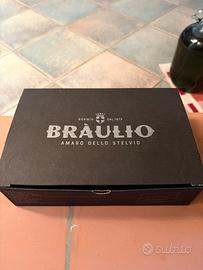 BORMIO DAL 1875
BRAULIO
AMARO DELLO STELVIO
subito